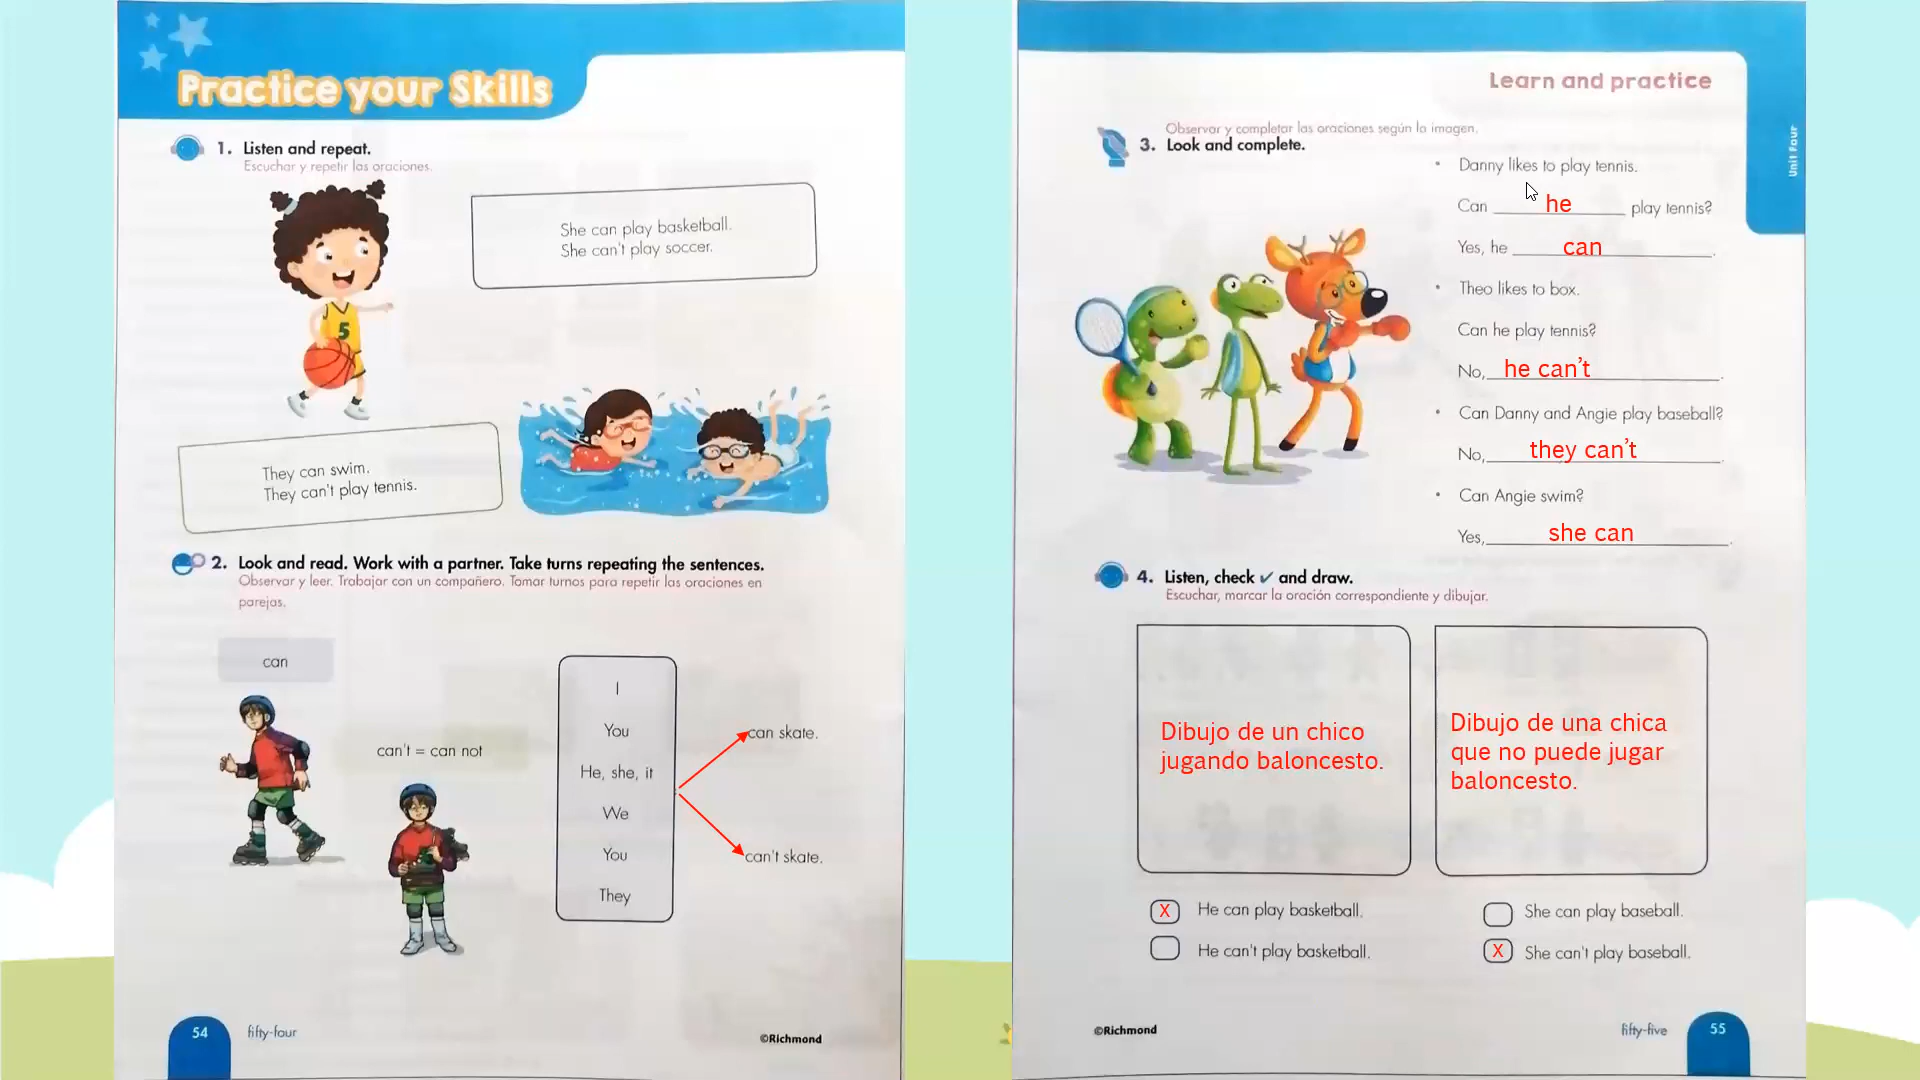 Practice your Skills
1. Listen and repeat.
Escuchar y repetir las oraciones.
She can play basketball.
She can't play soccer.
5
They can swim.
They can't play tennis.
2. Look and read. Work with a partner. Take turns repeating the sentences.
Observar y leer. Trabajar con un compañero. Tomar turnos para repetir las oraciones en
parejas.
can
can't = can not
I
You
He, she, it
We
You
They
can skate.
can't skate.
54
fifty-four
©Richmond
Learn and practice
Unit Four
Observar y completar las oraciones según la imagen.
3. Look and complete.
• Danny likes to play tennis.
Can he play tennis?
Yes, he can.
• Theo likes to box.
Can he play tennis?
No, he can't.
• Can Danny and Angie play baseball?
No, they can't.
• Can Angie swim?
Yes, she can.
4. Listen, check ✓ and draw.
Escuchar, marcar la oración correspondiente y dibujar.
Dibujo de un chico
jugando baloncesto.
Dibujo de una chica
que no puede jugar
baloncesto.
X He can play basketball.
He can't play basketball.
She can play baseball.
X She can't play baseball.
©Richmond
fifty-five
55